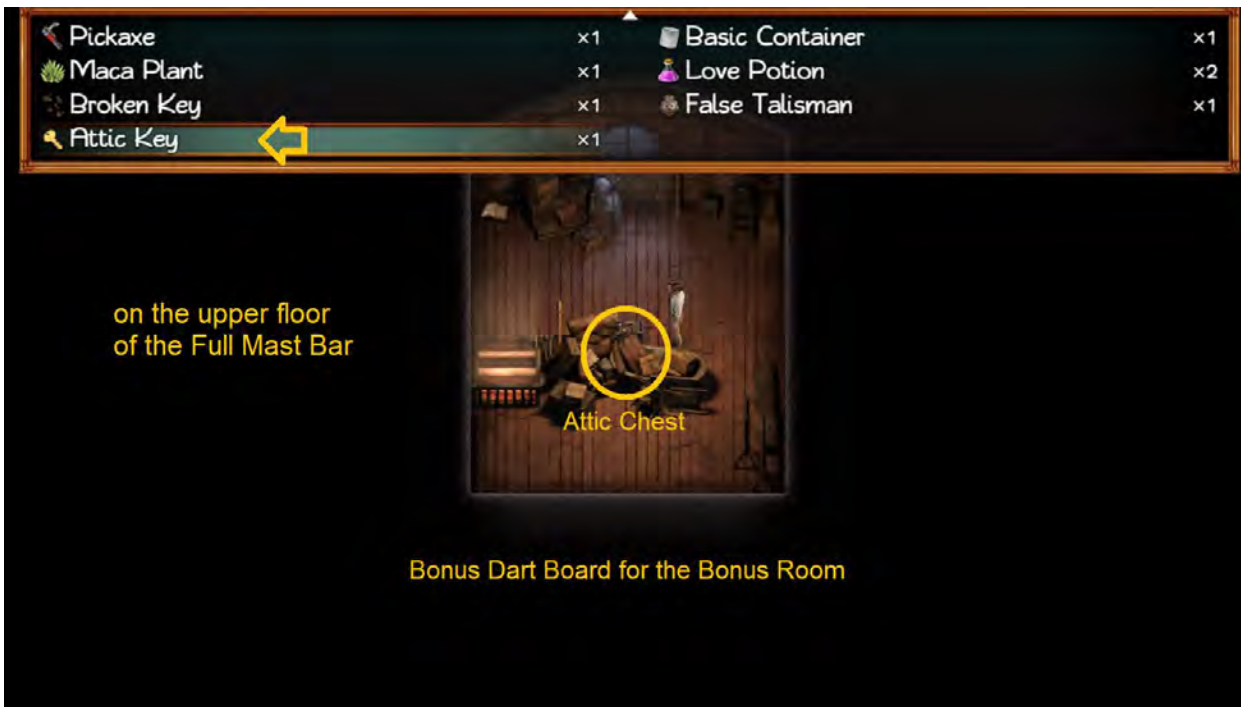 Pickaxe ×1 Basic Container ×1
Maca Plant ×1 Love Potion ×2
Broken Key ×1 False Talisman ×1
Attic Key ×1
on the upper floor
of the Full Mast Bar
Attic Chest
Bonus Dart Board for the Bonus Room